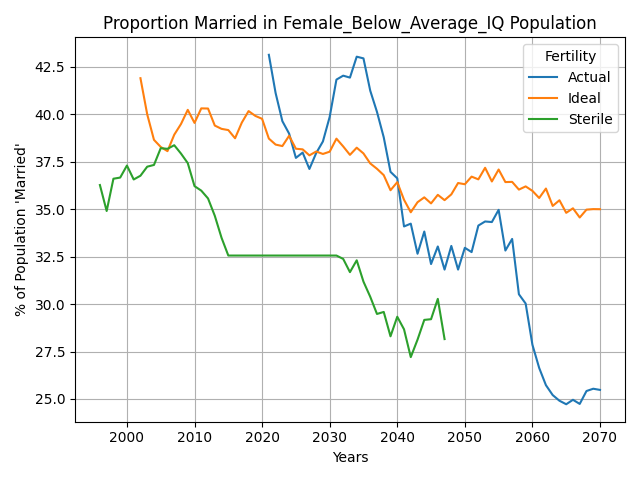 Proportion Married in Female_Below_Average_IQ Population
Fertility
Actual
Ideal
Sterile
% of Population 'Married'
42.5
40.0
37.5
35.0
32.5
30.0
27.5
25.0
2000 2010 2020 2030 2040 2050 2060 2070
Years